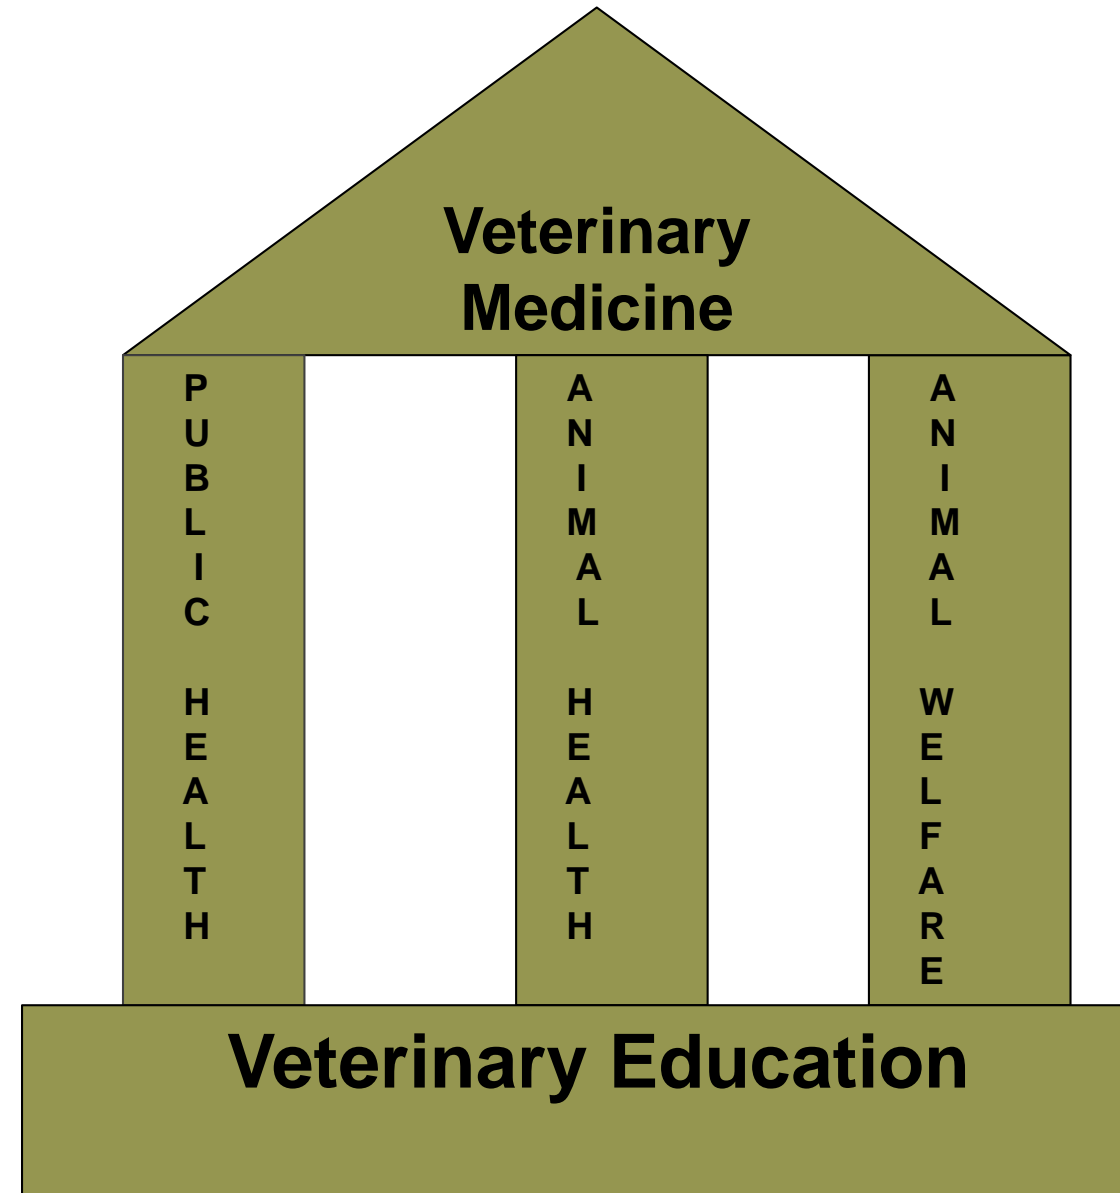 Veterinary
Medicine
PUBLIC HEALTH
ANIMAL HEALTH
ANIMAL WELFARE
Veterinary Education